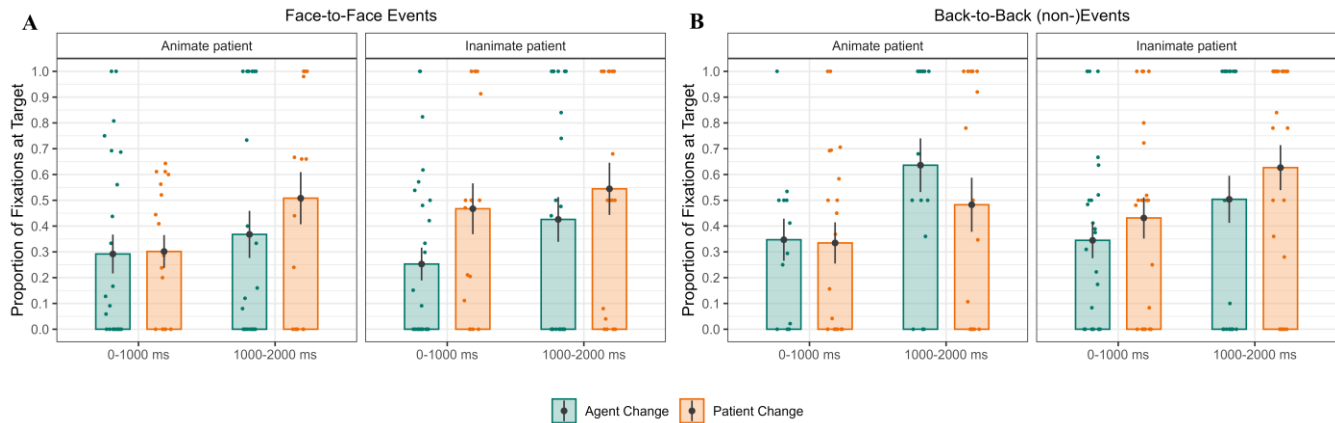 A
Face-to-Face Events
Animate patient
Inanimate patient
Proportion of Fixations at Target
1.0
0.9
0.8
0.7
0.6
0.5
0.4
0.3
0.2
0.1
0.0
0-1000 ms
1000-2000 ms
0-1000 ms
1000-2000 ms
B
Back-to-Back (non-)Events
Animate patient
Inanimate patient
Proportion of Fixations at Target
1.0
0.9
0.8
0.7
0.6
0.5
0.4
0.3
0.2
0.1
0.0
0-1000 ms
1000-2000 ms
0-1000 ms
1000-2000 ms
Agent Change
Patient Change